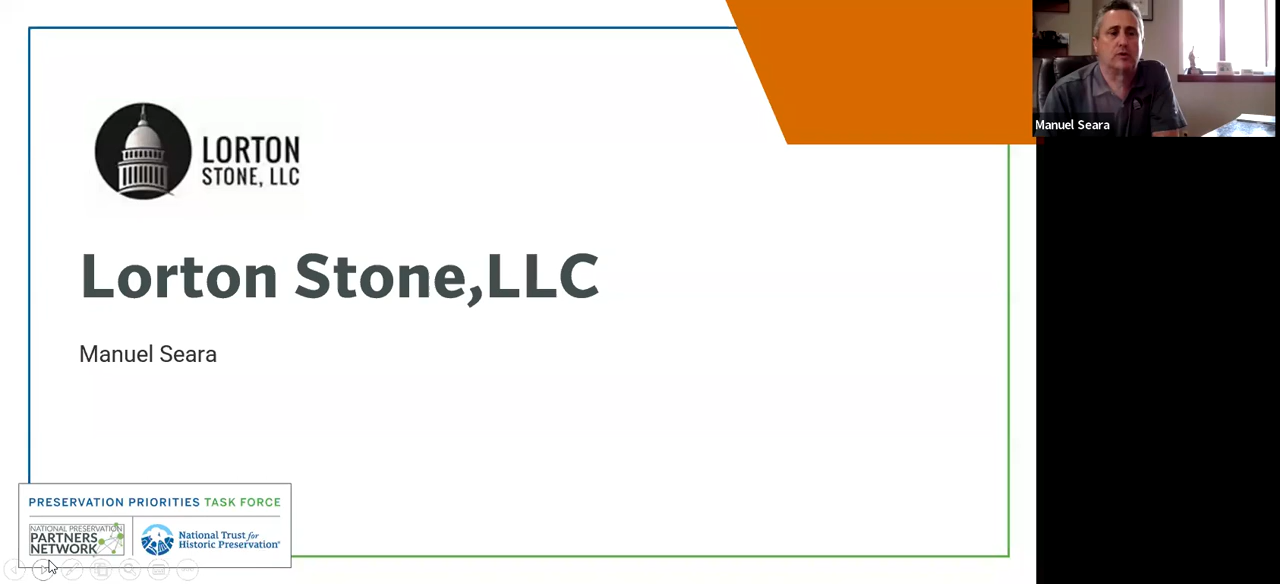 LORTON
STONE, LLC
Lorton Stone,LLC
Manuel Seara
PRESERVATION PRIORITIES TASK FORCE
NATIONAL PRESERVATION
PARTNERS
NETWORK
National Trust for
Historic Preservation®
Manuel Seara